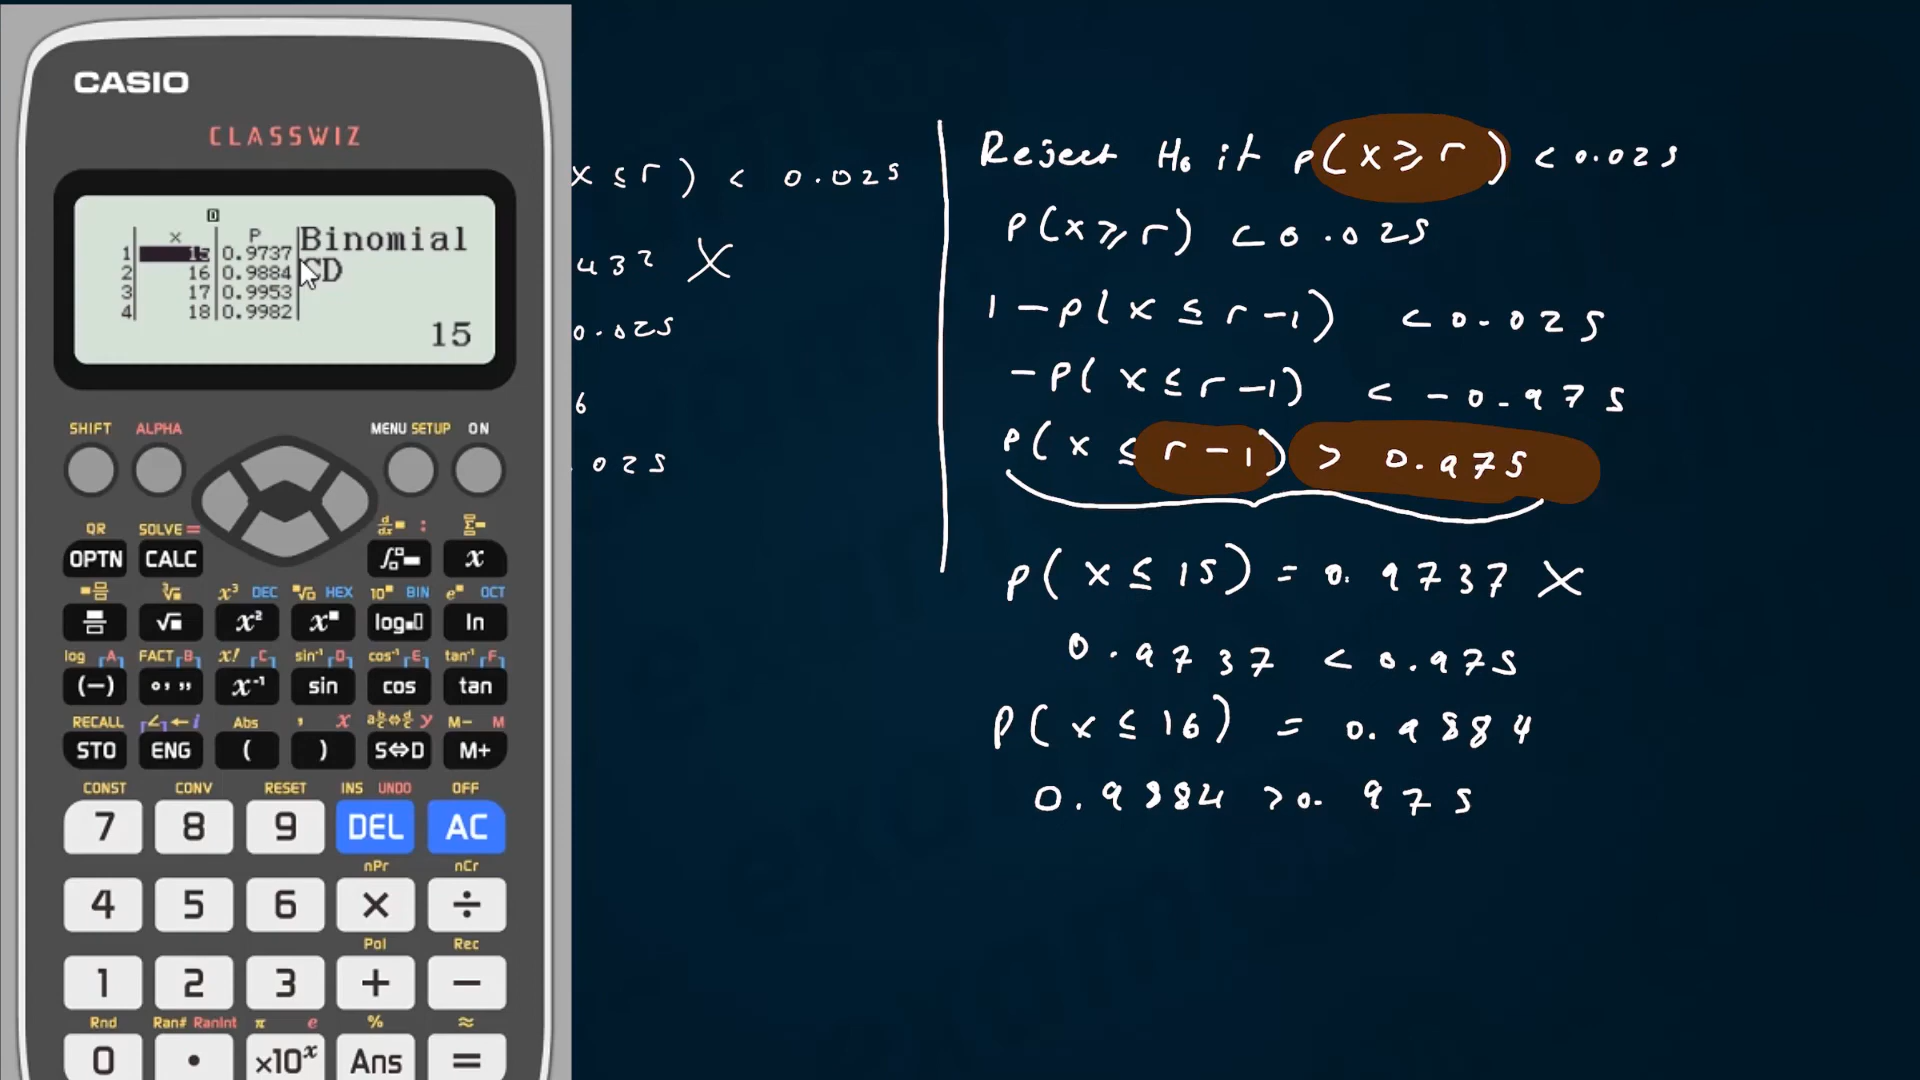 CASIO
CLASSWIZ
D
x P
1 15 0.9737
2 16 0.9884
3 17 0.9953
4 18 0.9982
Binomial
CD
15
SHIFT ALPHA MENU SETUP ON
QR SOLVE = :
OPTN CALC x
x³ DEC HEX 10 BIN e OCT
x² x log ln
log A FACT B x! C sin⁻¹ D cos⁻¹ E tan⁻¹ F
(−) x⁻¹ sin cos tan
RECALL ∠ ← i Abs , x y M− M
STO ENG ( ) S⇔D M+
CONST CONV RESET INS UNDO OFF
7 8 9 DEL AC
nPr nCr
4 5 6 × ÷
Pol Rec
1 2 3 + −
Rnd Ran# RanInt π e % ≈
0 . ×10ˣ Ans =
x ≤ r) < 0.025
432 X
0.025
6
.025
Reject H₀ if P(x ≥ r) < 0.025
P(x ≥ r) < 0.025
1 − P(x ≤ r −1) < 0.025
−P(x ≤ r −1) < −0.975
P(x ≤ r −1) > 0.975
P(x ≤ 15) = 0.9737 X
0.9737 < 0.975
P(x ≤ 16) = 0.9884
0.9884 > 0.975